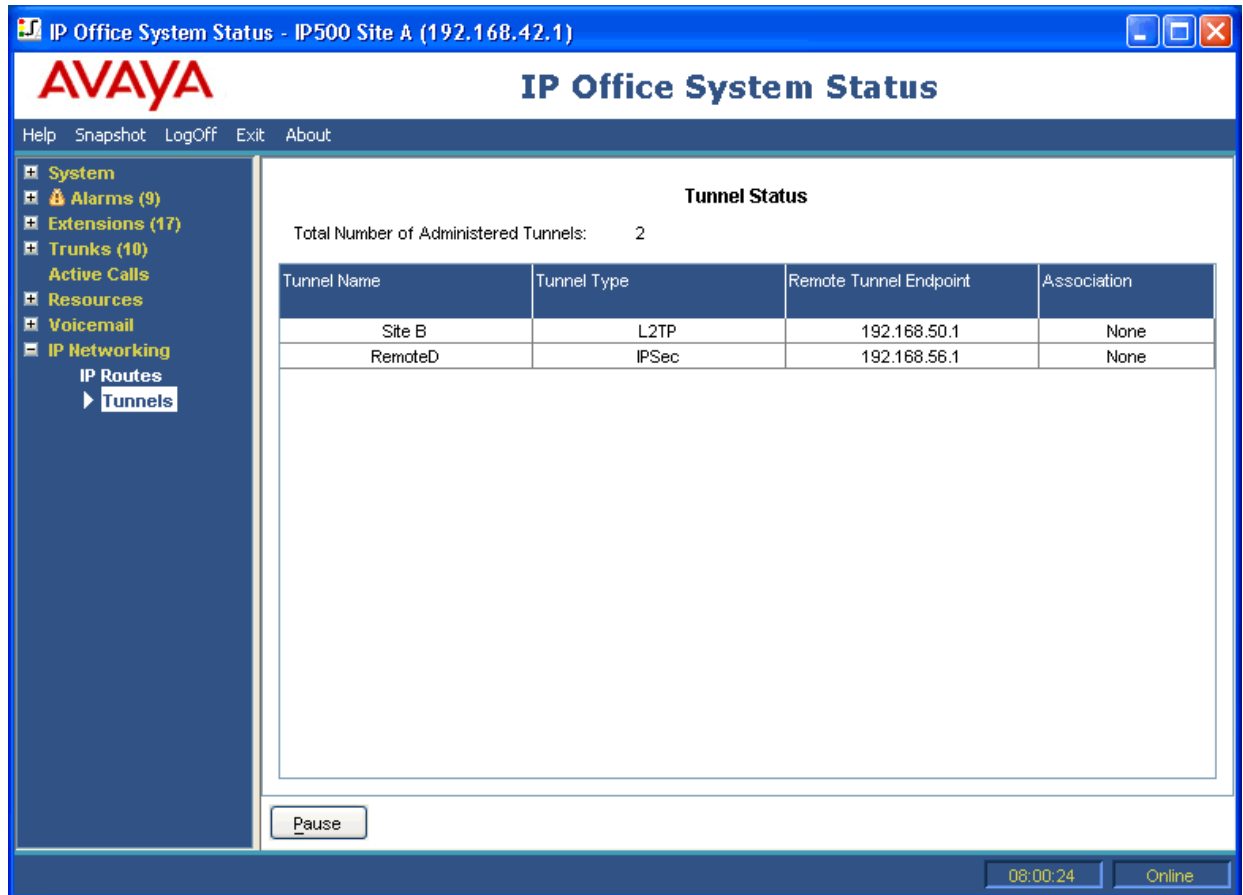 IP Office System Status - IP500 Site A (192.168.42.1)
AVAYA
IP Office System Status
Help Snapshot LogOff Exit About
System
Alarms (9)
Extensions (17)
Trunks (10)
Active Calls
Resources
Voicemail
IP Networking
IP Routes
Tunnels
Tunnel Status
Total Number of Administered Tunnels: 2
Tunnel Name Tunnel Type Remote Tunnel Endpoint Association
Site B L2TP 192.168.50.1 None
RemoteD IPSec 192.168.56.1 None
Pause
08:00:24 Online